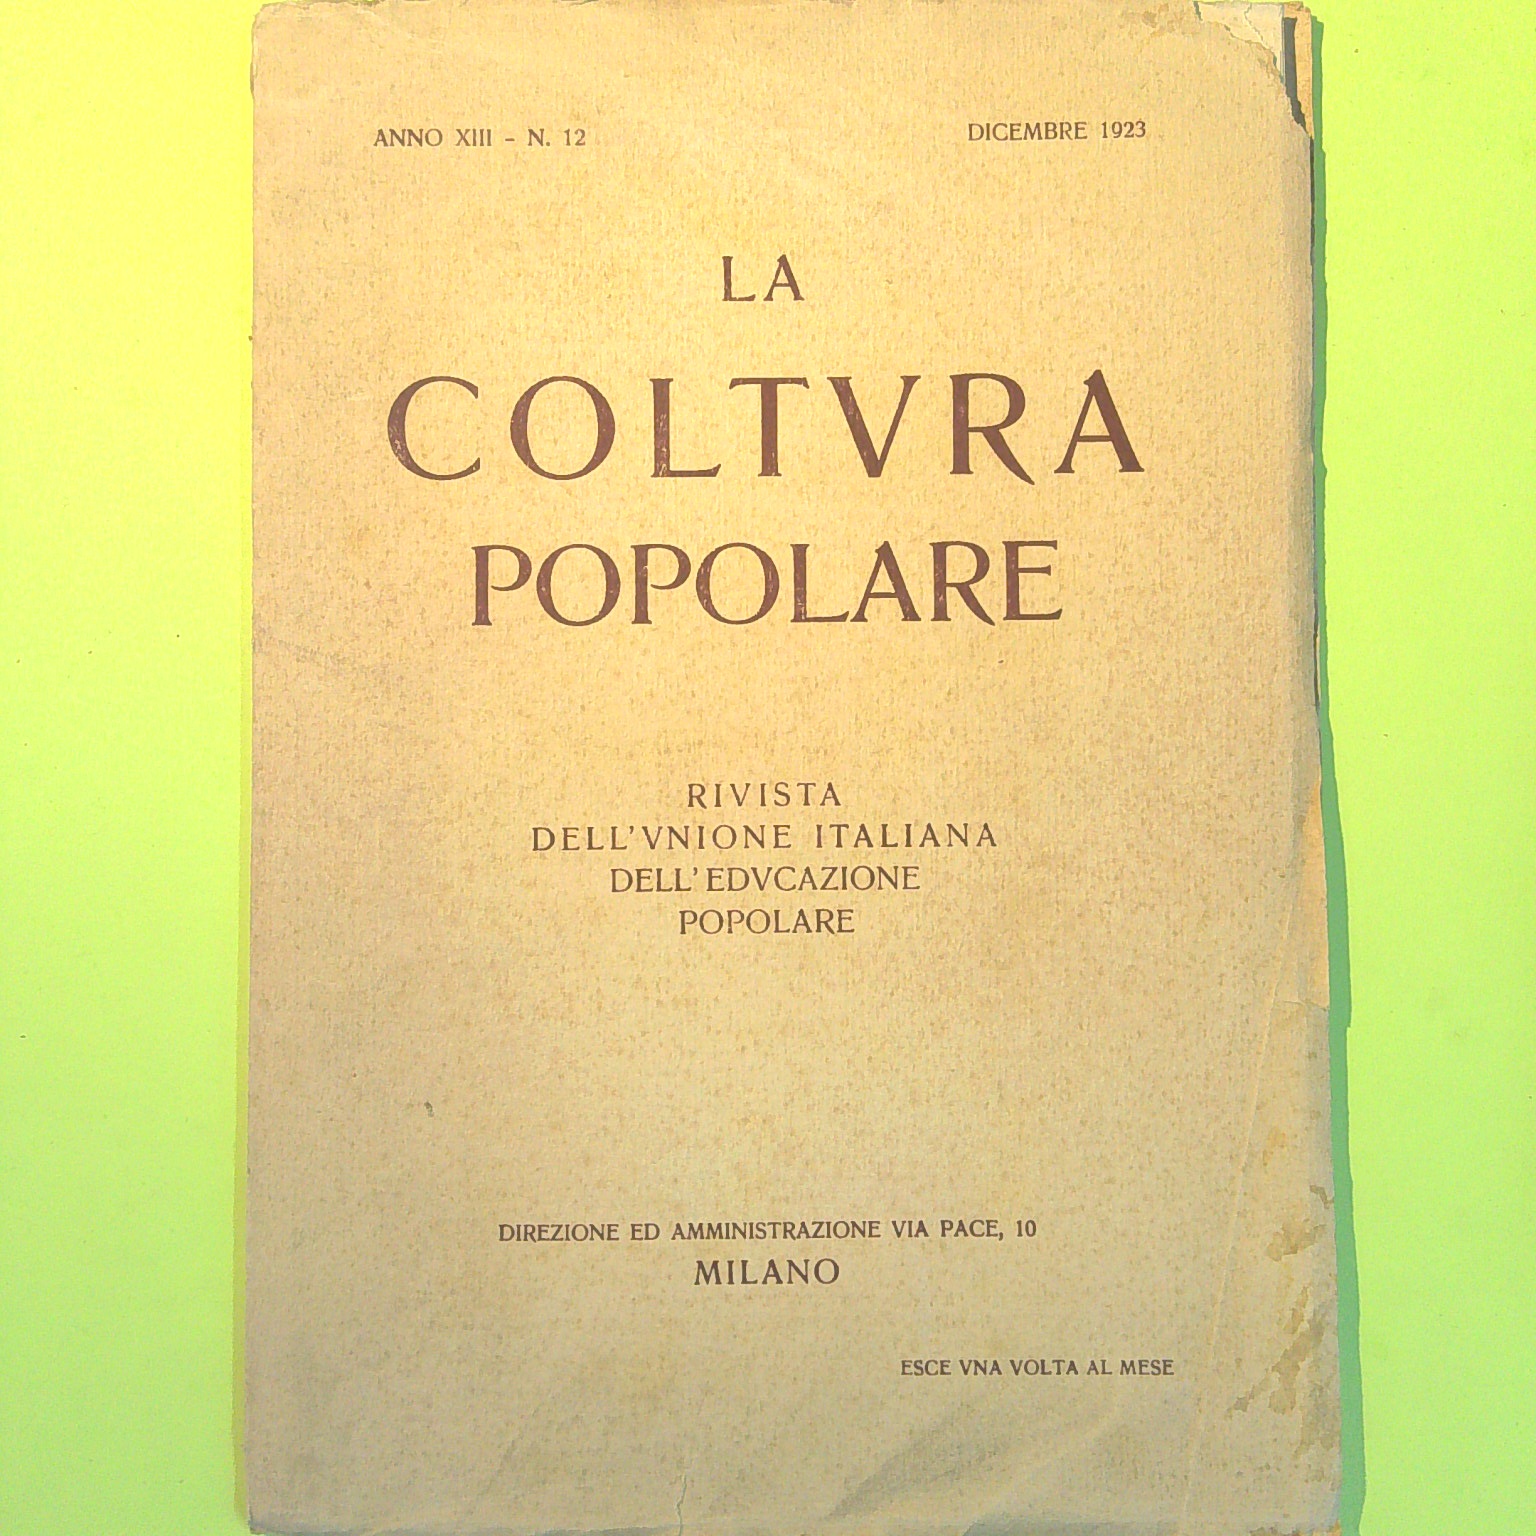 ANNO XIII - N. 12
DICEMBRE 1923
LA
COLTVRA
POPOLARE
RIVISTA
DELL'VNIONE ITALIANA
DELL'EDVCAZIONE
POPOLARE
DIREZIONE ED AMMINISTRAZIONE VIA PACE, 10
MILANO
ESCE VNA VOLTA AL MESE